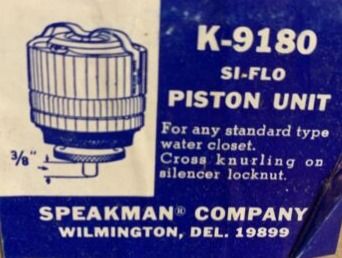 K-9180
SI-FLO
PISTON UNIT
For any standard type
water closet.
Cross knurling on
silencer locknut.
3/8"
SPEAKMAN® COMPANY
WILMINGTON, DEL. 19899